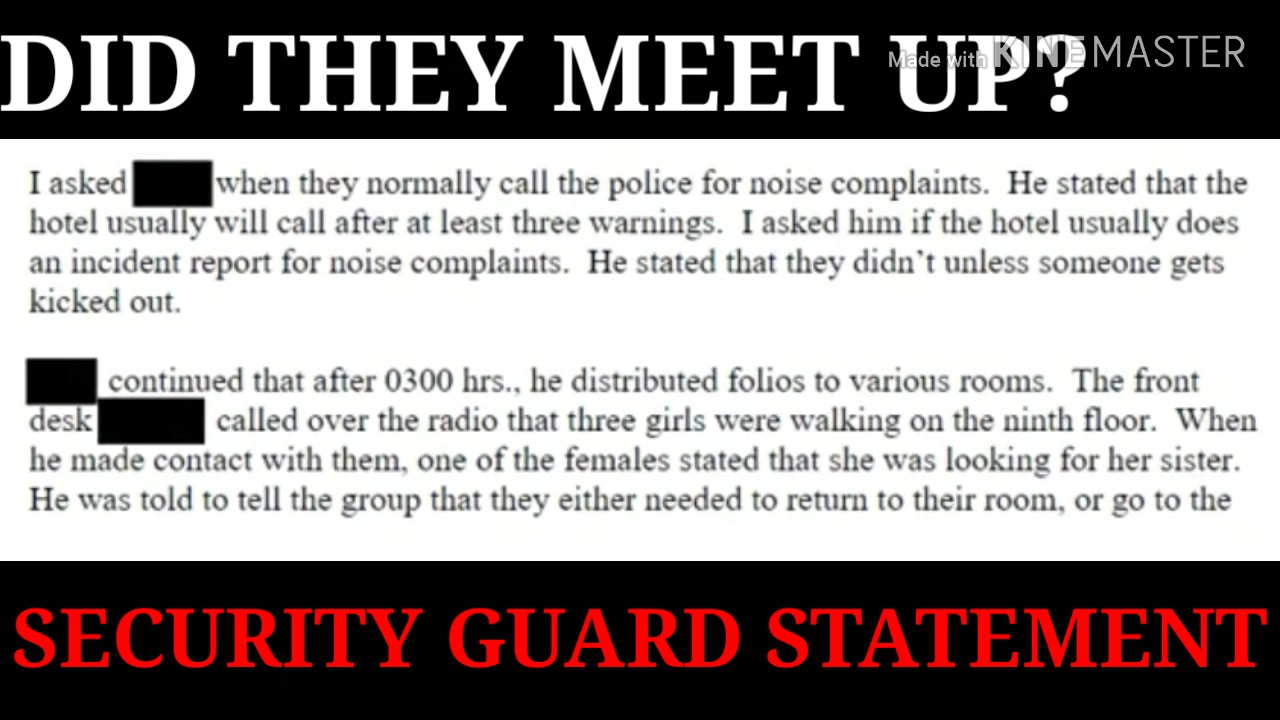 DID THEY MEET UP?
Made with KINEMASTER
I asked when they normally call the police for noise complaints. He stated that the
hotel usually will call after at least three warnings. I asked him if the hotel usually does
an incident report for noise complaints. He stated that they didn't unless someone gets
kicked out.
continued that after 0300 hrs., he distributed folios to various rooms. The front
desk called over the radio that three girls were walking on the ninth floor. When
he made contact with them, one of the females stated that she was looking for her sister.
He was told to tell the group that they either needed to return to their room, or go to the
SECURITY GUARD STATEMENT